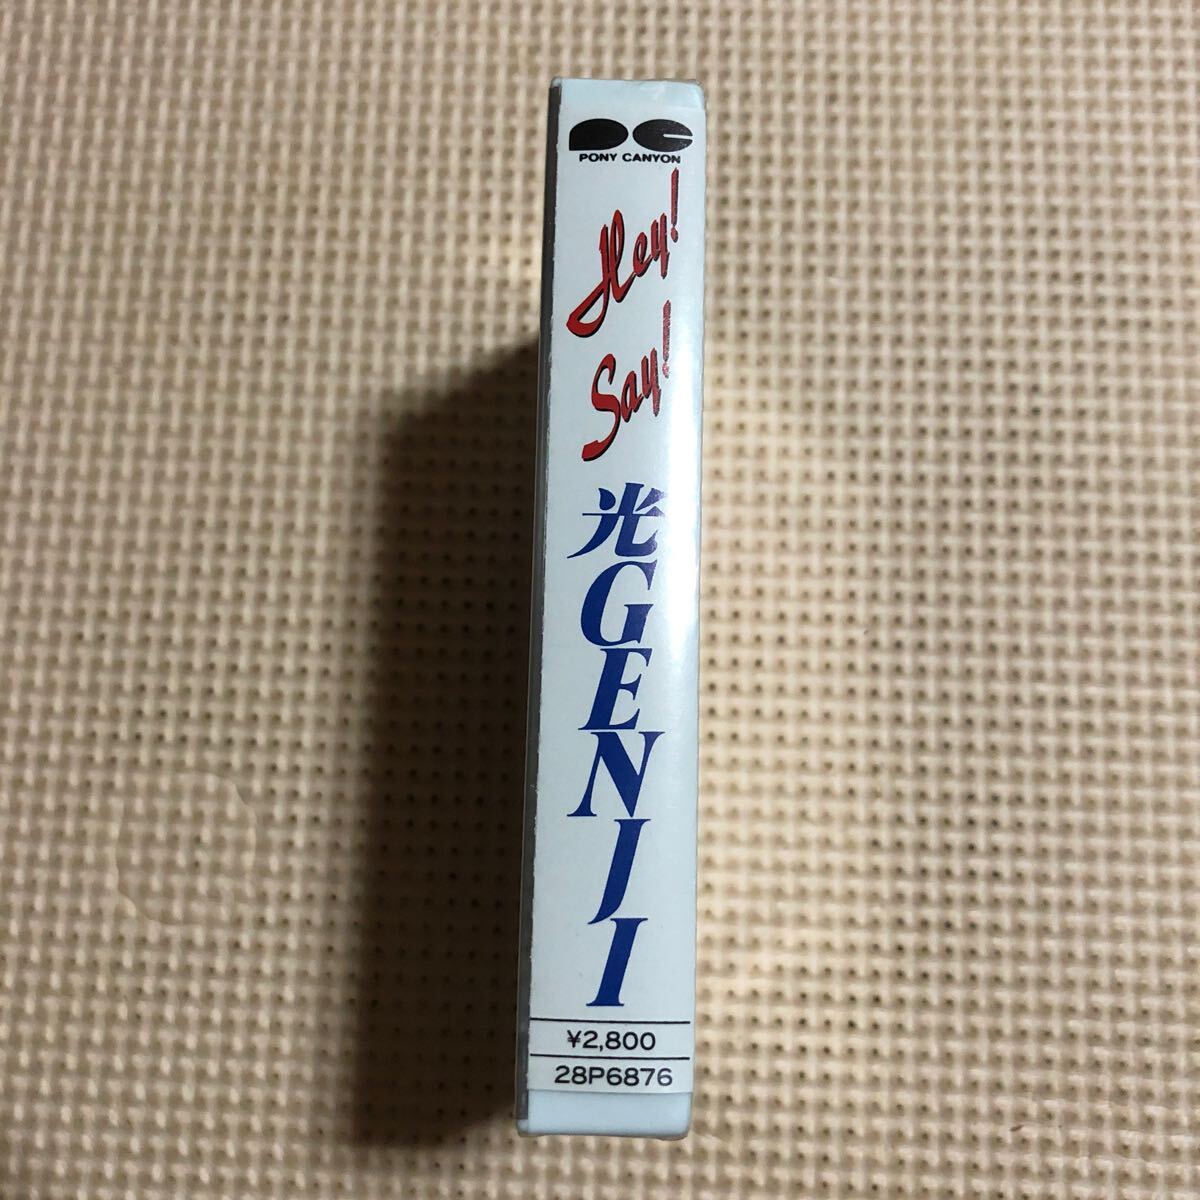 PONY CANYON
Hey!
Say!
光GENJI
¥2,800
28P6876